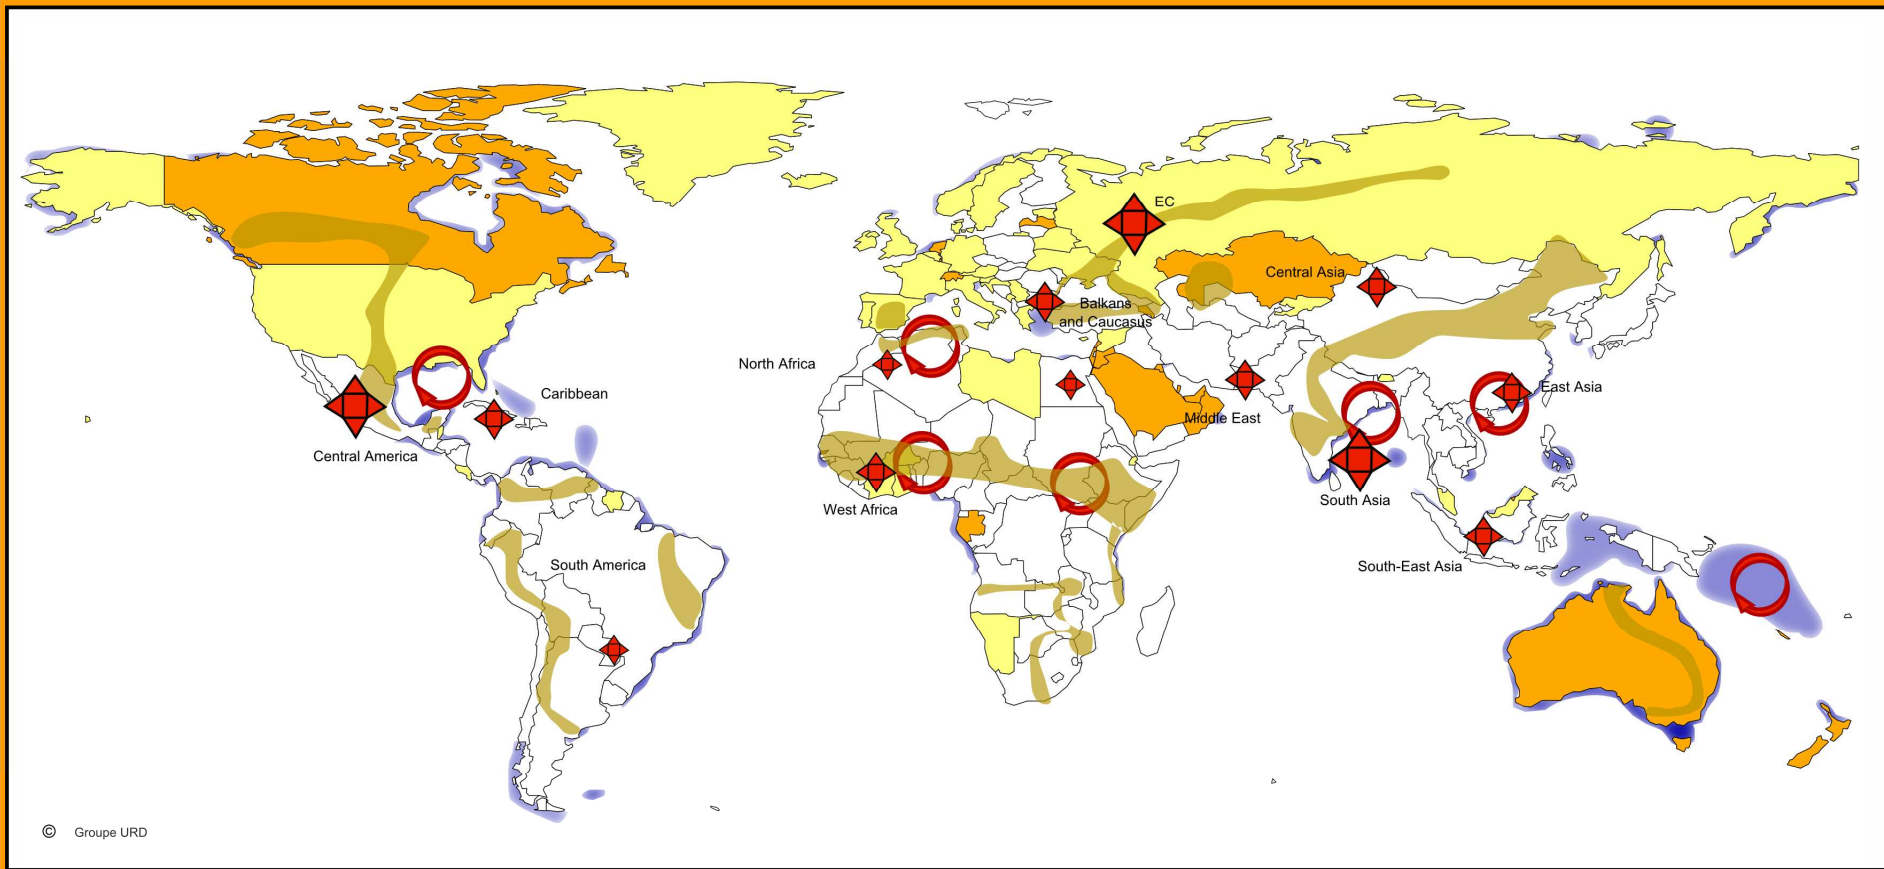 EC
Central Asia
Balkans
and Caucasus
North Africa
Caribbean
East Asia
Middle East
Central America
South Asia
West Africa
South America
South-East Asia
© Groupe URD